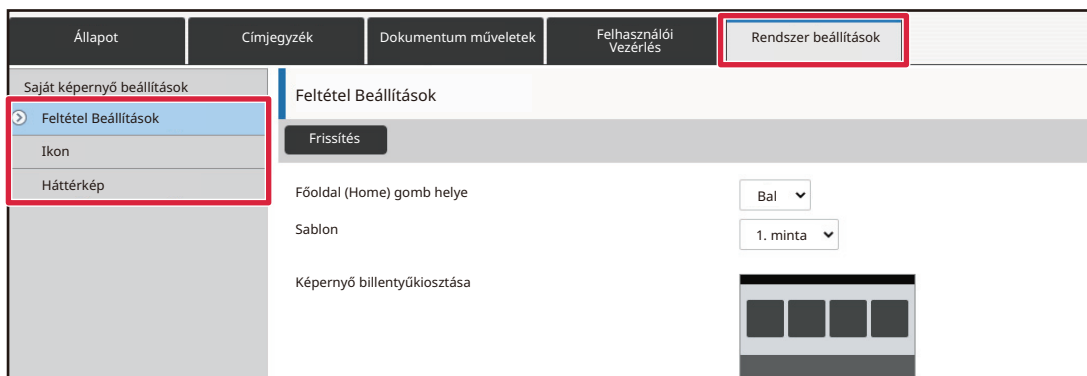 Állapot
Címjegyzék
Dokumentum műveletek
Felhasználói
Vezérlés
Rendszer beállítások
Saját képernyő beállítások
Feltétel Beállítások
Ikon
Háttérkép
Feltétel Beállítások
Frissítés
Főoldal (Home) gomb helye
Bal
Sablon
1. minta
Képernyő billentyűkiosztása